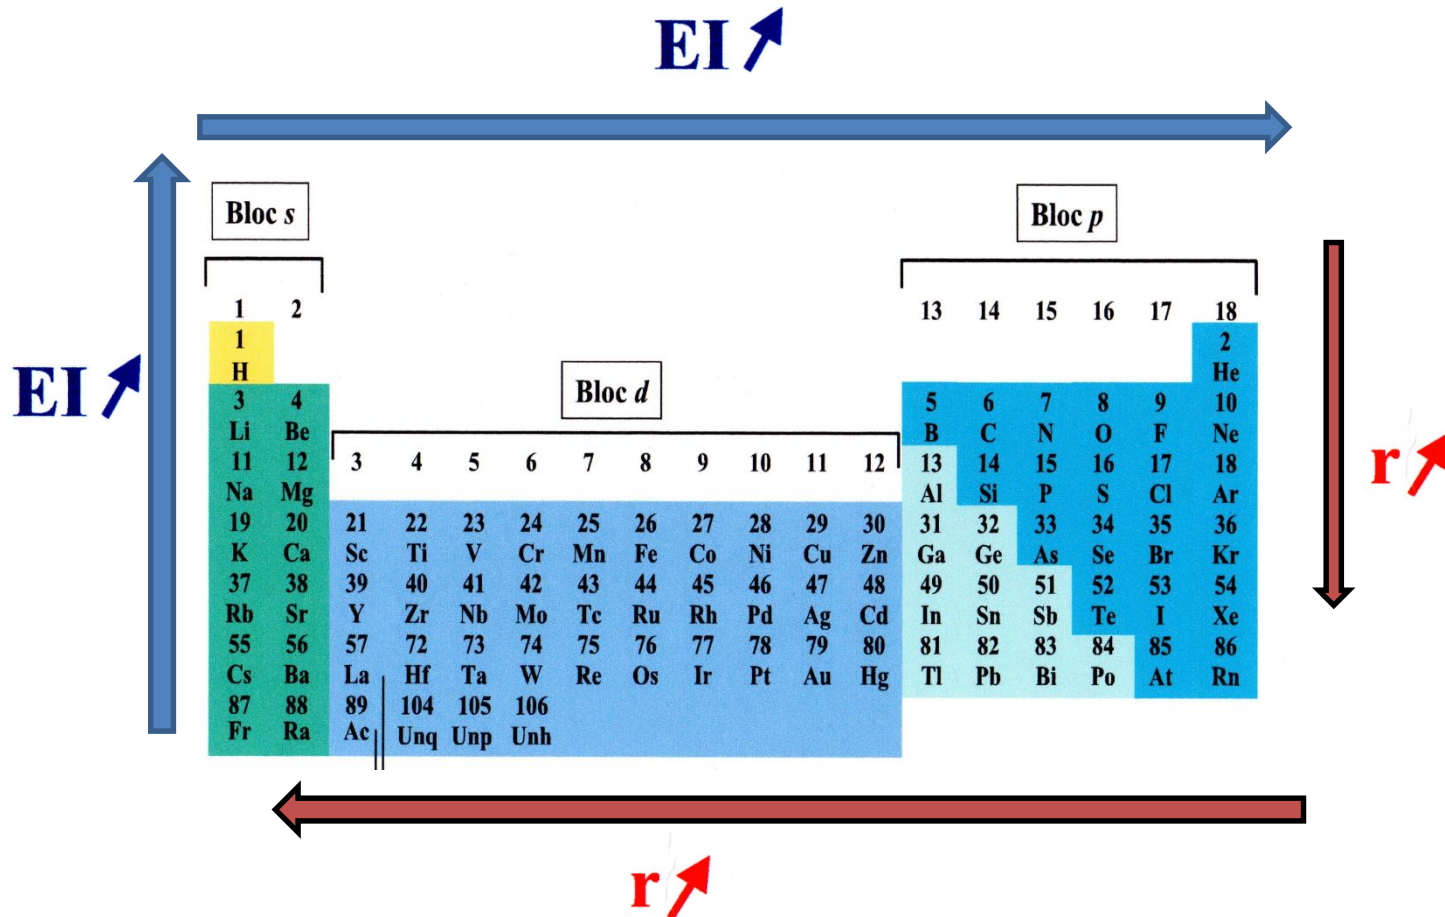 EI
Bloc s
Bloc p
1 2 13 14 15 16 17 18
1 2
H He
EI
Bloc d
3 4 5 6 7 8 9 10
Li Be B C N O F Ne
11 12 3 4 5 6 7 8 9 10 11 12 13 14 15 16 17 18
Na Mg Al Si P S Cl Ar
r
19 20 21 22 23 24 25 26 27 28 29 30 31 32 33 34 35 36
K Ca Sc Ti V Cr Mn Fe Co Ni Cu Zn Ga Ge As Se Br Kr
37 38 39 40 41 42 43 44 45 46 47 48 49 50 51 52 53 54
Rb Sr Y Zr Nb Mo Tc Ru Rh Pd Ag Cd In Sn Sb Te I Xe
55 56 57 72 73 74 75 76 77 78 79 80 81 82 83 84 85 86
Cs Ba La Hf Ta W Re Os Ir Pt Au Hg Tl Pb Bi Po At Rn
87 88 89 104 105 106
Fr Ra Ac Unq Unp Unh
r